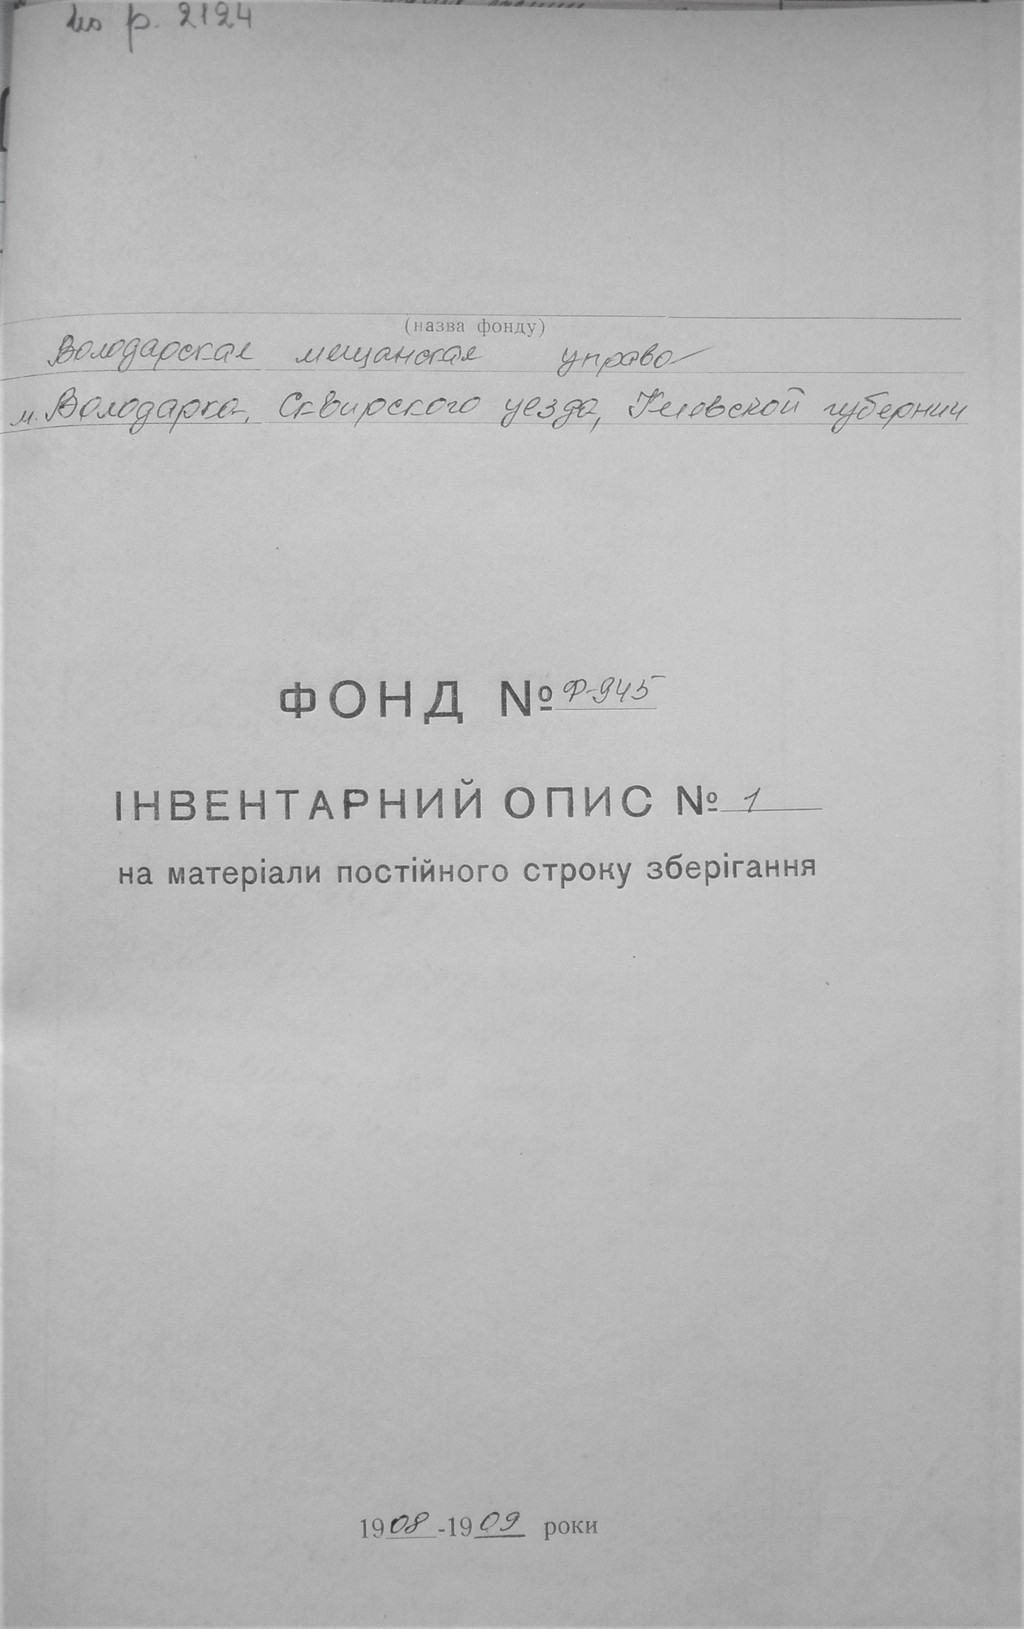 р. 2124
(назва фонду)
Володарская мещанская управа
м. Володарка, Сквирского уезда, Киевской губернии
ФОНД № Ф-945
ІНВЕНТАРНИЙ ОПИС № 1
на матеріали постійного строку зберігання
1908-1909 роки